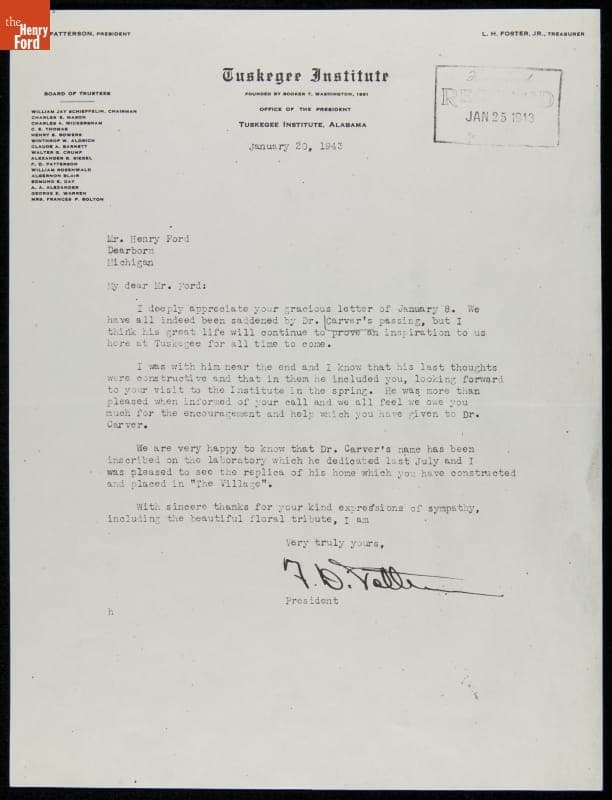 the
Henry
Ford
PATTERSON, PRESIDENT
L. H. FOSTER, JR., TREASURER
Tuskegee Institute
FOUNDED BY BOOKER T. WASHINGTON, 1881
OFFICE OF THE PRESIDENT
TUSKEGEE INSTITUTE, ALABAMA
JAN 25 1943
BOARD OF TRUSTEES
WILLIAM JAY SCHIEFFELIN, CHAIRMAN
CHARLES E. MASON
CHARLES A. WICKERSHAM
C. E. THOMAS
HENRY S. BOWERS
WINTHROP W. ALDRICH
CLAUDE A. BARNETT
WALTER S. CRUMP
ALEXANDER B. SIEGEL
F. D. PATTERSON
WILLIAM ROSENWALD
ALGERNON BLAIR
EDMUND E. DAY
A. A. ALEXANDER
GEORGE E. WARREN
MRS. FRANCES P. BOLTON
January 20, 1943
Mr. Henry Ford
Dearborn
Michigan
My dear Mr. Ford:
I deeply appreciate your gracious letter of January 8. We
have all indeed been saddened by Dr. Carver's passing, but I
think his great life will continue to prove an inspiration to us
here at Tuskegee for all time to come.
I was with him near the end and I know that his last thoughts
were constructive and that in them he included you, looking forward
to your visit to the Institute in the spring. He was more than
pleased when informed of your call and we all feel we owe you
much for the encouragement and help which you have given to Dr.
Carver.
We are very happy to know that Dr. Carver's name has been
inscribed on the laboratory which he dedicated last July and I
was pleased to see the replica of his home which you have constructed
and placed in "The Village".
With sincere thanks for your kind expressions of sympathy,
including the beautiful floral tribute, I am
Very truly yours,
F. D. Patterson
President
h